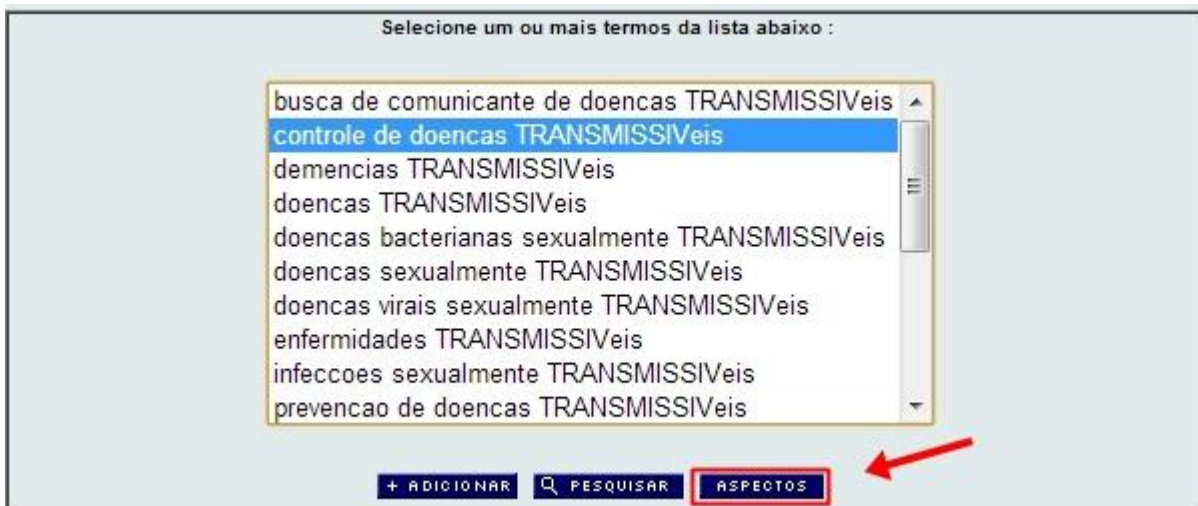 Selecione um ou mais termos da lista abaixo :
busca de comunicante de doencas TRANSMISSIVeis
controle de doencas TRANSMISSIVeis
demencias TRANSMISSIVeis
doencas TRANSMISSIVeis
doencas bacterianas sexualmente TRANSMISSIVeis
doencas sexualmente TRANSMISSIVeis
doencas virais sexualmente TRANSMISSIVeis
enfermidades TRANSMISSIVeis
infeccoes sexualmente TRANSMISSIVeis
prevencao de doencas TRANSMISSIVeis
+ ADICIONAR PESQUISAR ASPECTOS